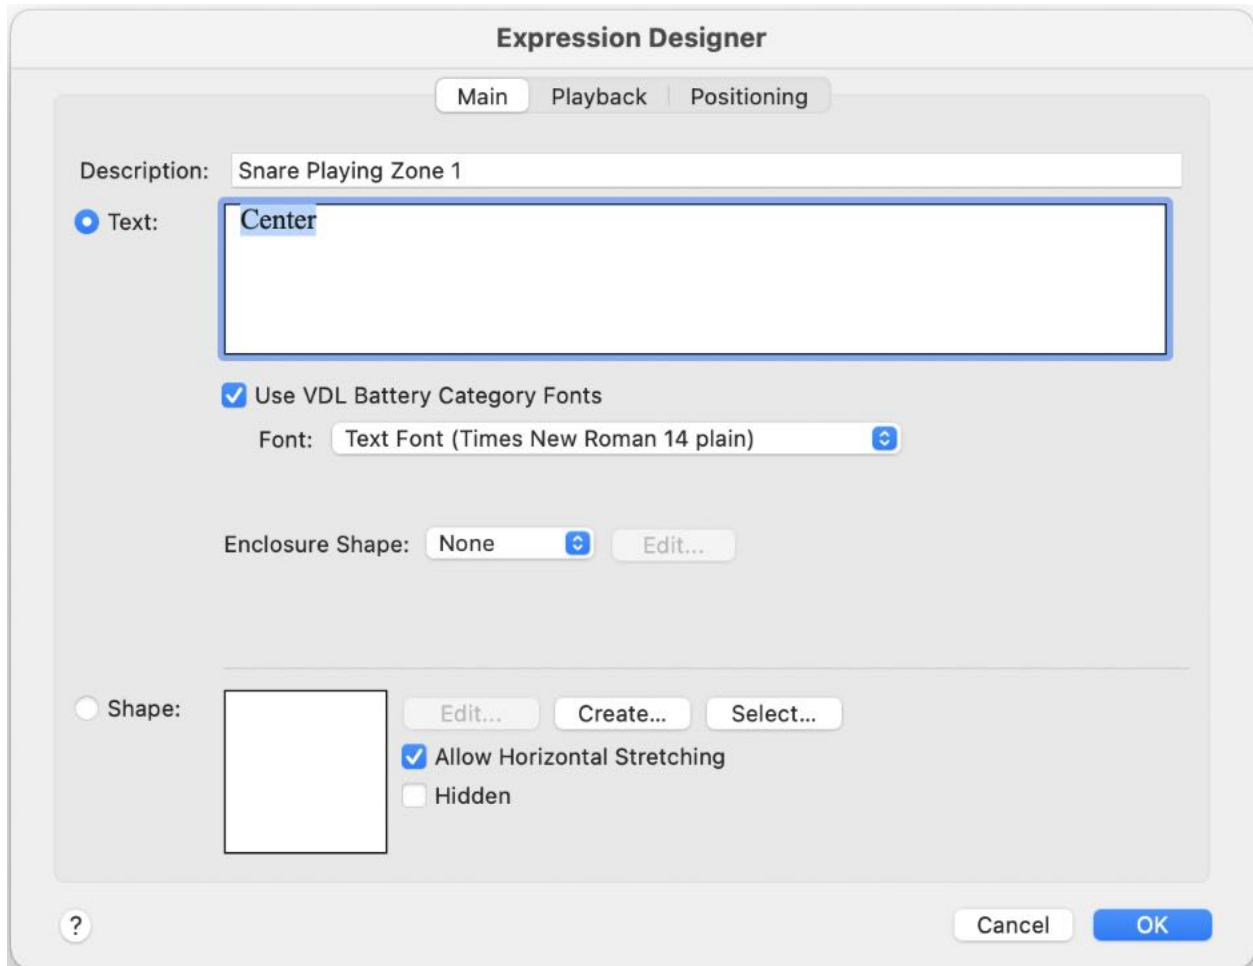 Expression Designer
Main Playback Positioning
Description: Snare Playing Zone 1
Text: Center
Use VDL Battery Category Fonts
Font: Text Font (Times New Roman 14 plain)
Enclosure Shape: None Edit...
Shape: Edit... Create... Select...
Allow Horizontal Stretching
Hidden
? Cancel OK